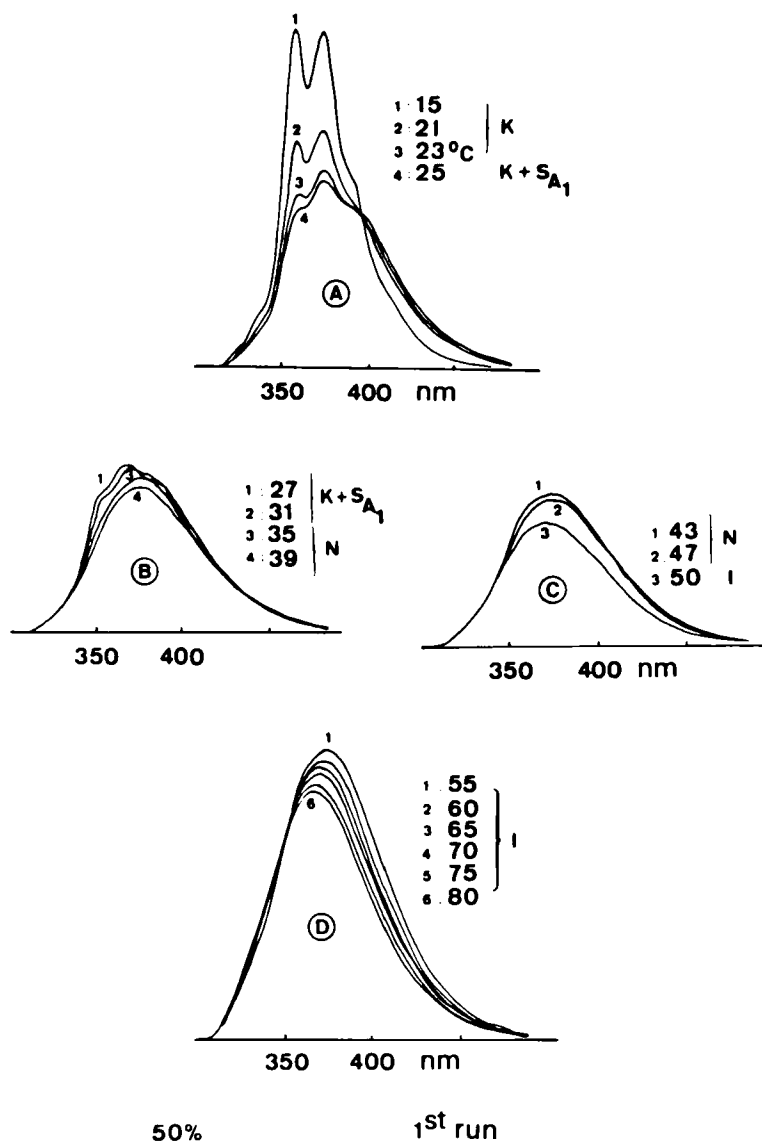 1
2
3
4
1 : 15
2 : 21
3 23°C
4 : 25
K
K + SA1
A
350 400 nm
1
3
4
1 : 27
2 : 31
3 : 35
4 : 39
K + SA1
N
B
350 400
1
2
3
1 43
2 47
3 50 I
N
C
350 400 nm
1
6
1 . 55
2 60
3 65
4 70
5 75
6 . 80
I
D
350 400 nm
50% 1st run